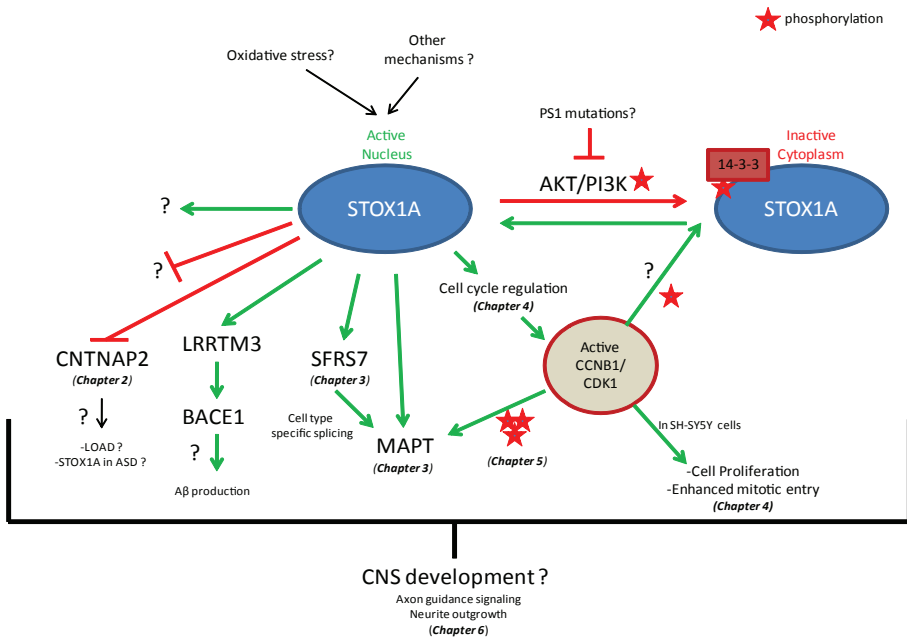 phosphorylation
Oxidative stress?
Other
mechanisms ?
PS1 mutations?
Active
Nucleus
Inactive
Cytoplasm
14-3-3
AKT/PI3K
STOX1A
STOX1A
?
?
?
Cell cycle regulation
(Chapter 4)
CNTNAP2
(Chapter 2)
LRRTM3
SFRS7
(Chapter 3)
Active
CCNB1/
CDK1
?
-LOAD ?
-STOX1A in ASD ?
BACE1
?
Aβ production
Cell type
specific splicing
MAPT
(Chapter 3)
(Chapter 5)
In SH-SY5Y cells
-Cell Proliferation
-Enhanced mitotic entry
(Chapter 4)
CNS development ?
Axon guidance signaling
Neurite outgrowth
(Chapter 6)